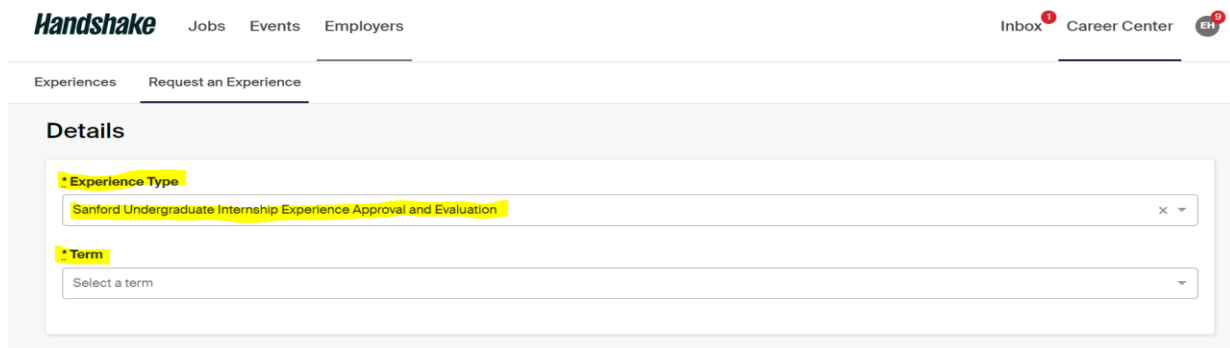 Handshake Jobs Events Employers Inbox 1 Career Center EH 9
Experiences Request an Experience
Details
* Experience Type
Sanford Undergraduate Internship Experience Approval and Evaluation ×
* Term
Select a term